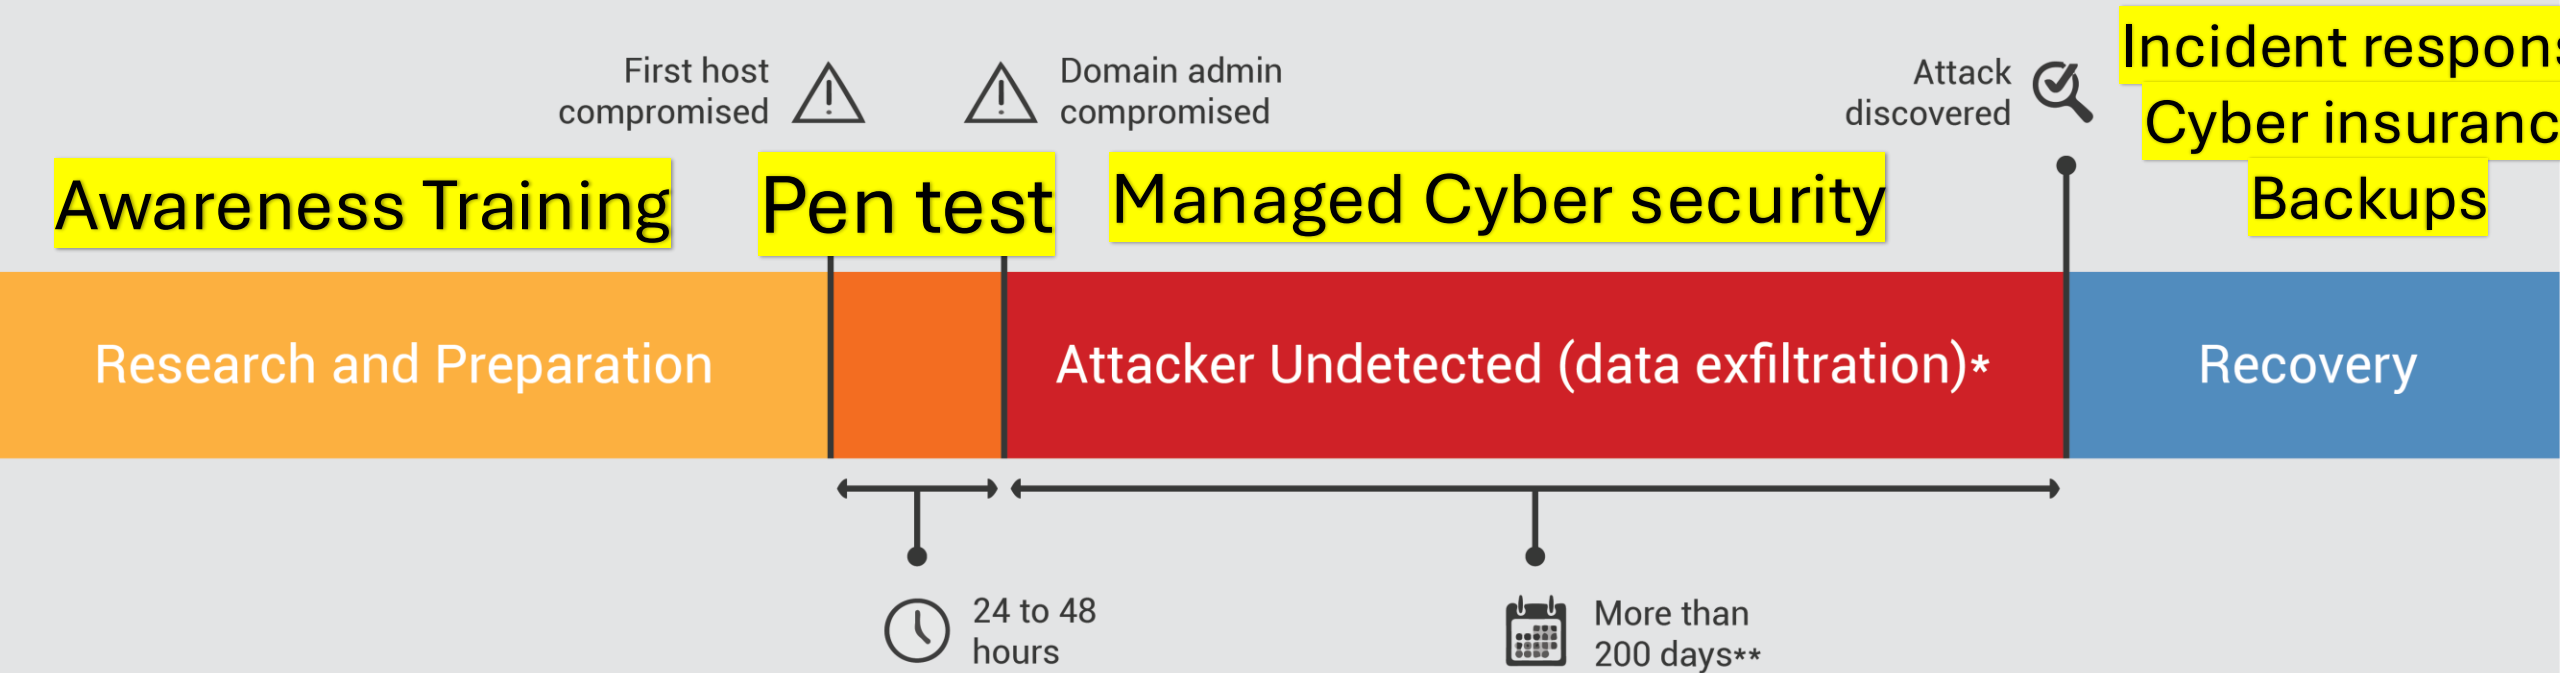 First host
compromised
Domain admin
compromised
Attack
discovered
Incident respons
Cyber insuranc
Backups
Awareness Training
Pen test
Managed Cyber security
Research and Preparation
Attacker Undetected (data exfiltration)*
Recovery
24 to 48
hours
More than
200 days**